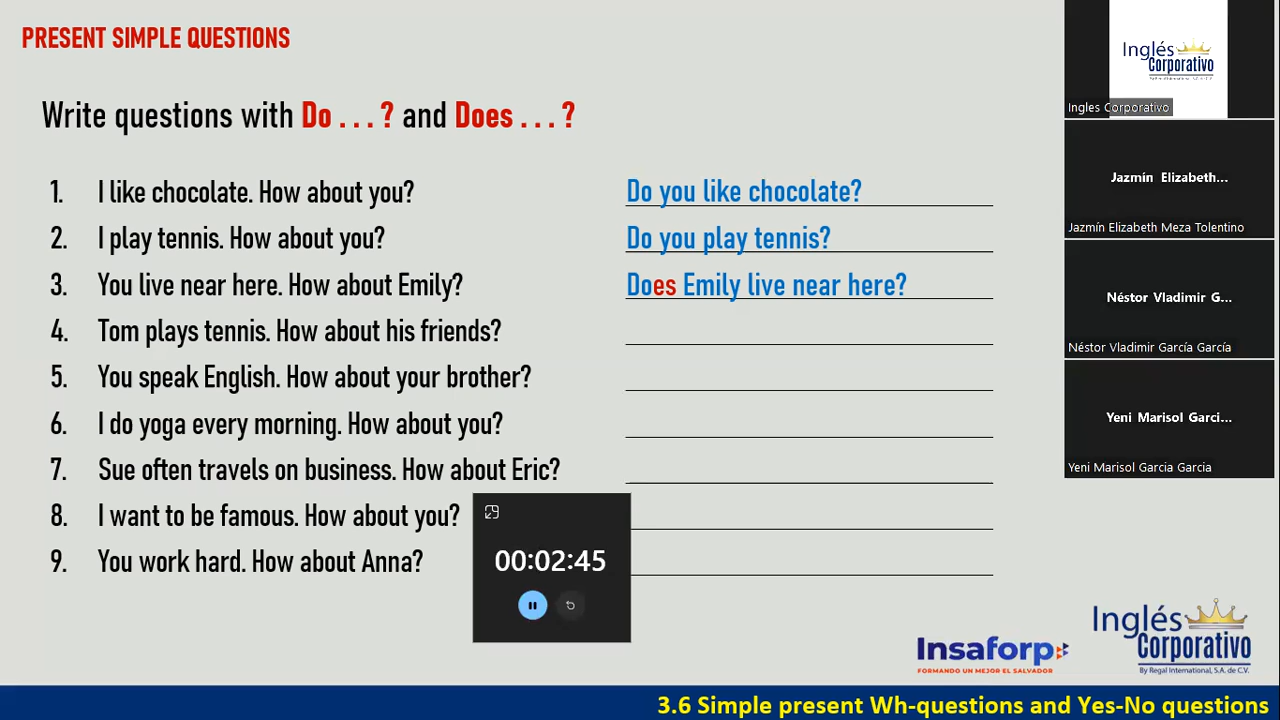 PRESENT SIMPLE QUESTIONS
Write questions with Do . . . ? and Does . . . ?
1. I like chocolate. How about you? Do you like chocolate?
2. I play tennis. How about you? Do you play tennis?
3. You live near here. How about Emily? Does Emily live near here?
4. Tom plays tennis. How about his friends?
5. You speak English. How about your brother?
6. I do yoga every morning. How about you?
7. Sue often travels on business. How about Eric?
8. I want to be famous. How about you?
9. You work hard. How about Anna?
00:02:45
Inglés
Corporativo
Ingles Corporativo
Jazmín Elizabeth...
Jazmín Elizabeth Meza Tolentino
Néstor Vladimir G...
Néstor Vladimir García García
Yeni Marisol Garci...
Yeni Marisol Garcia Garcia
Insaforp
FORMANDO UN MEJOR EL SALVADOR
Inglés
Corporativo
By Regal International, S.A. de C.V.
3.6 Simple present Wh-questions and Yes-No questions